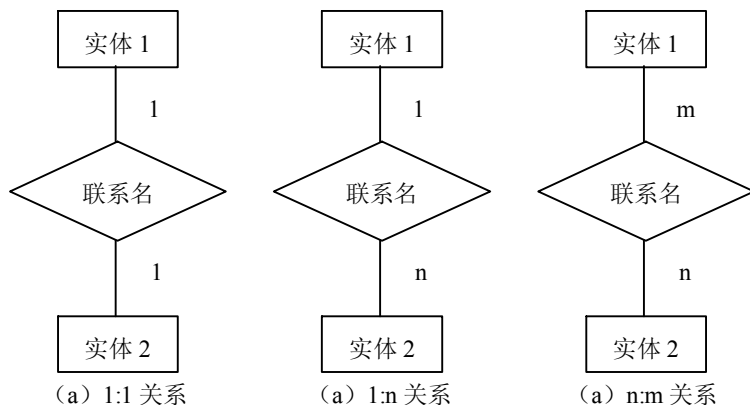 实体 1
1
联系名
1
实体 2
（a）1:1 关系
实体 1
1
联系名
n
实体 2
（a）1:n 关系
实体 1
m
联系名
n
实体 2
（a）n:m 关系